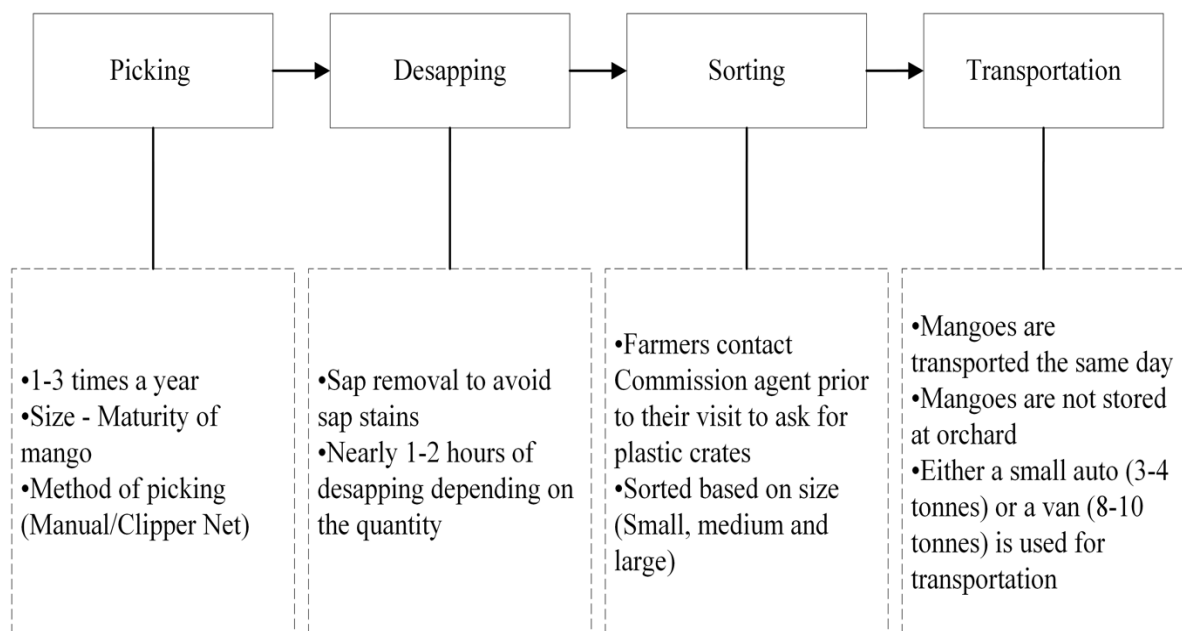 Picking
Desapping
Sorting
Transportation
•1-3 times a year
•Size - Maturity of
mango
•Method of picking
(Manual/Clipper Net)
•Sap removal to avoid
sap stains
•Nearly 1-2 hours of
desapping depending on
the quantity
•Farmers contact
Commission agent prior
to their visit to ask for
plastic crates
•Sorted based on size
(Small, medium and
large)
•Mangoes are
transported the same day
•Mangoes are not stored
at orchard
•Either a small auto (3-4
tonnes) or a van (8-10
tonnes) is used for
transportation